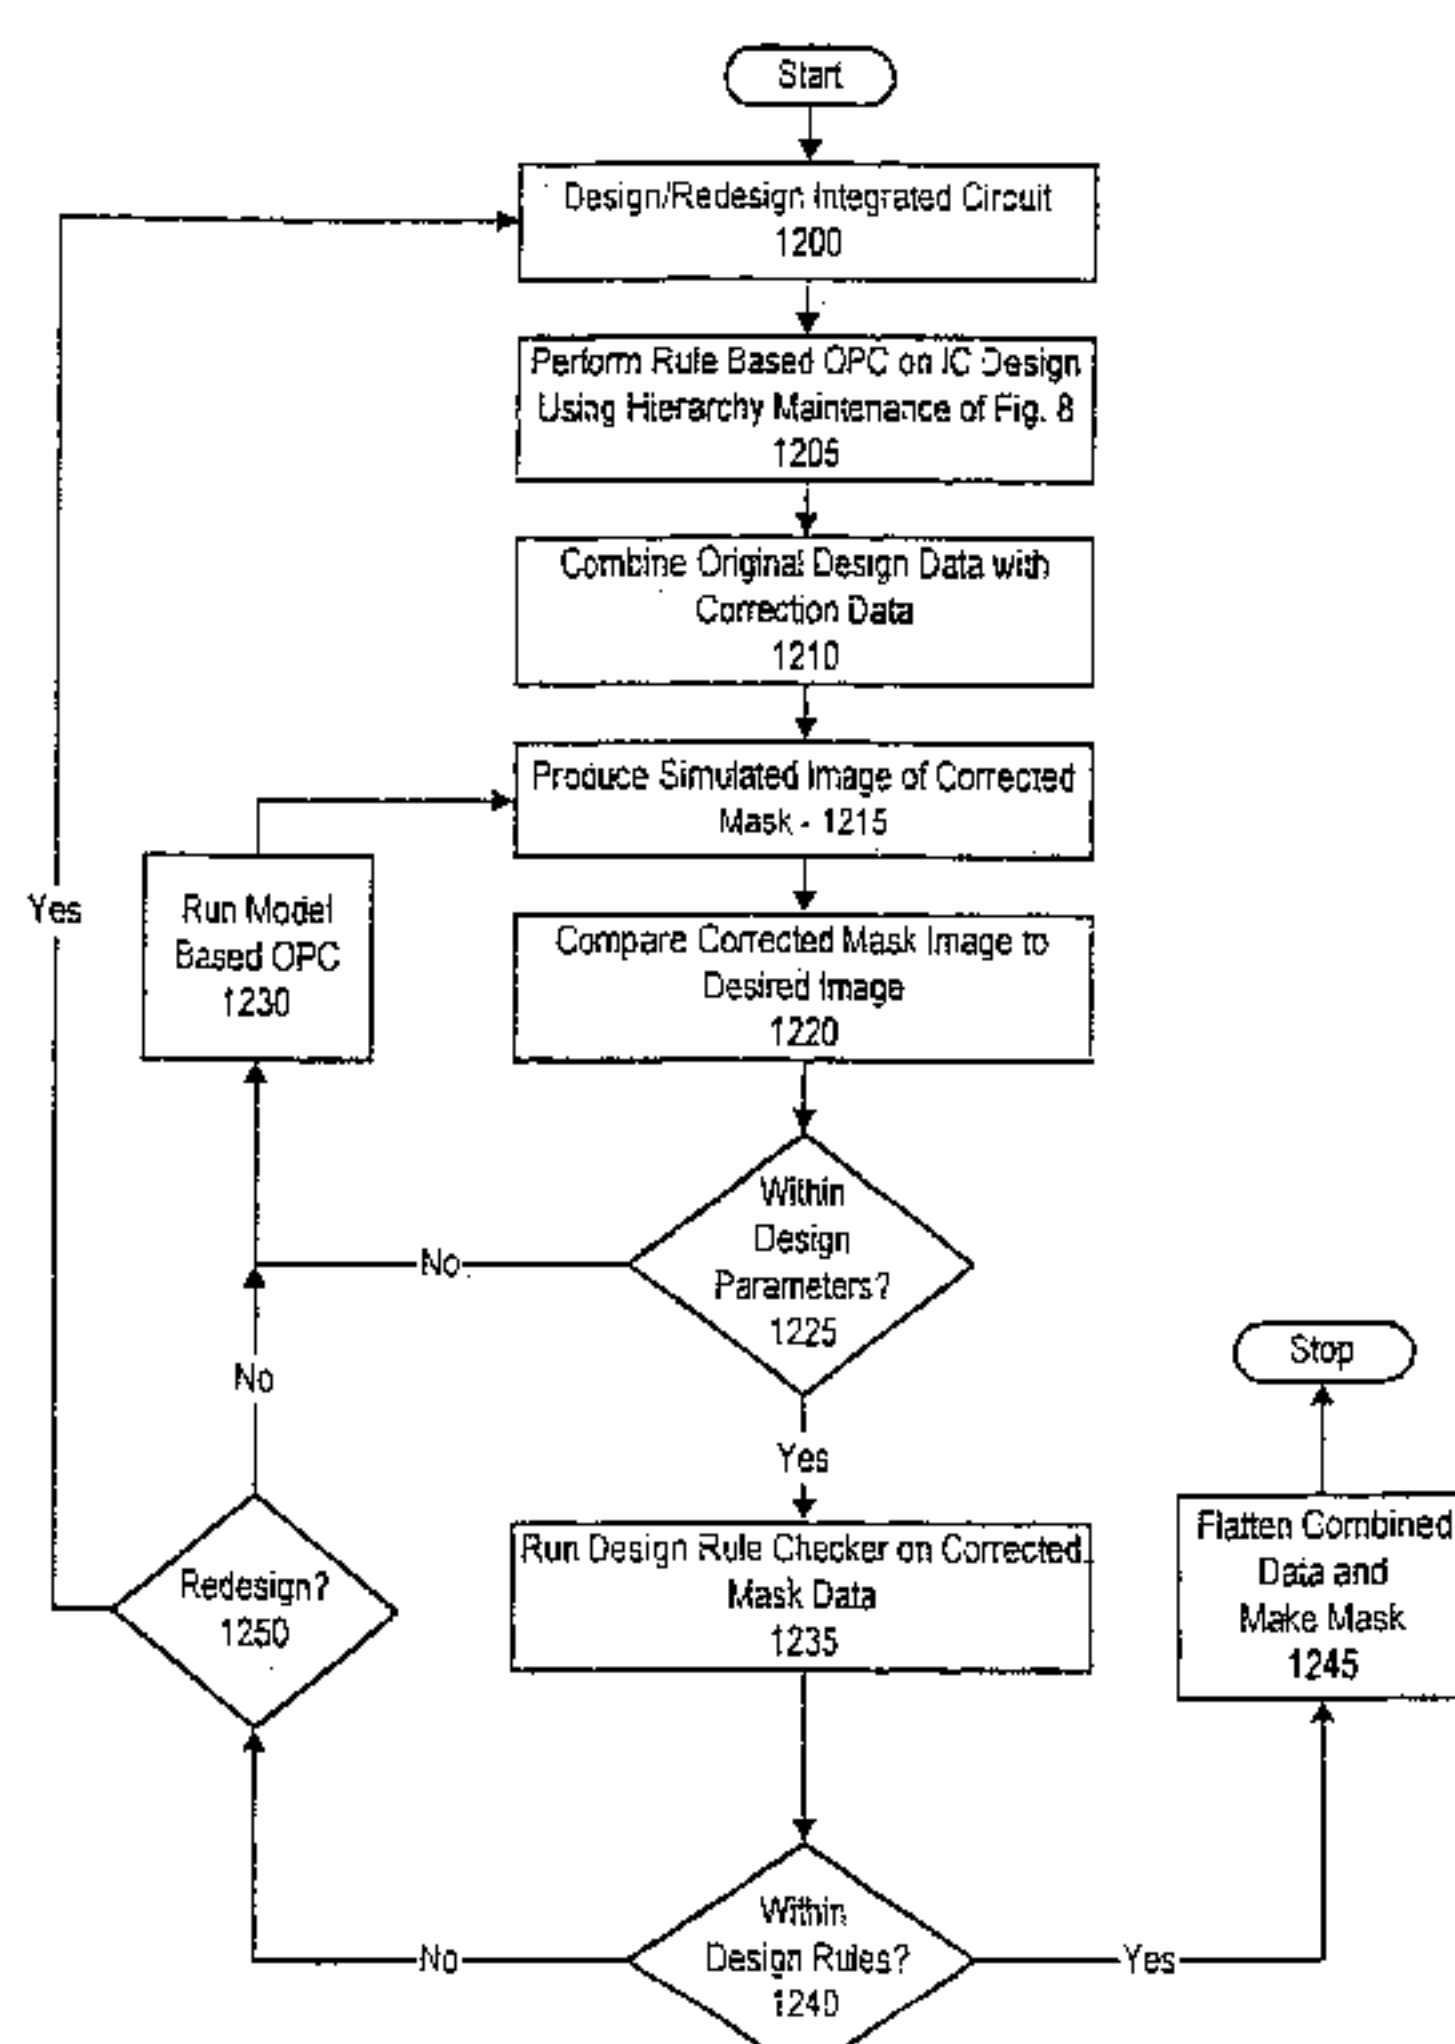 Start
Design/Redesign Integrated Circuit
1200
Perform Rule Based OPC on IC Design
Using Hierarchy Maintenance of Fig. 8
1205
Combine Original Design Data with
Correction Data
1210
Produce Simulated Image of Corrected
Mask - 1215
Yes
Run Model
Based OPC
1230
Compare Corrected Mask Image to
Desired Image
1220
Within
Design
Parameters?
1225
No
No
Yes
Stop
Redesign?
1250
Run Design Rule Checker on Corrected
Mask Data
1235
Flatten Combined
Data and
Make Mask
1245
Within
Design Rules?
1240
No
Yes